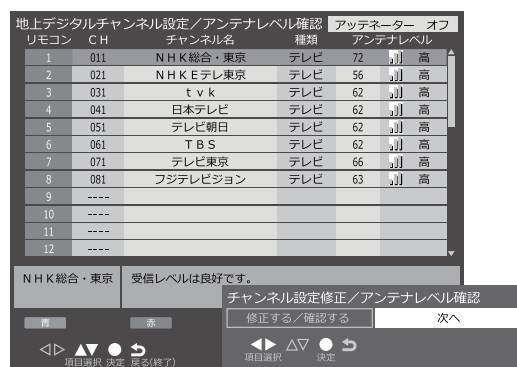 地上デジタルチャンネル設定／アンテナレベル確認 アッテネーター オフ
リモコン ＣＨ チャンネル名 種類 アンテナレベル
1 011 ＮＨＫ総合・東京 テレビ 72 高
2 021 ＮＨＫＥテレ東京 テレビ 56 高
3 031 ｔｖｋ テレビ 62 高
4 041 日本テレビ テレビ 62 高
5 051 テレビ朝日 テレビ 62 高
6 061 ＴＢＳ テレビ 62 高
7 071 テレビ東京 テレビ 66 高
8 081 フジテレビジョン テレビ 63 高
9 ----
10 ----
11 ----
12 ----
ＮＨＫ総合・東京 受信レベルは良好です。
チャンネル設定修正／アンテナレベル確認
修正する／確認する 次へ
青 赤
項目選択 決定 戻る(終了)
項目選択 決定